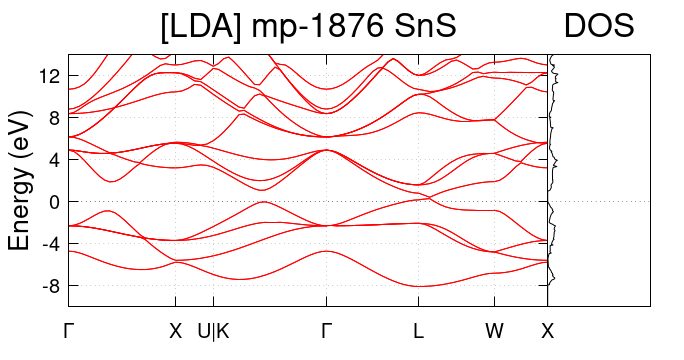 [LDA] mp-1876 SnS
DOS
Energy (eV)
12
8
4
0
-4
-8
Γ X U|K Γ L W X